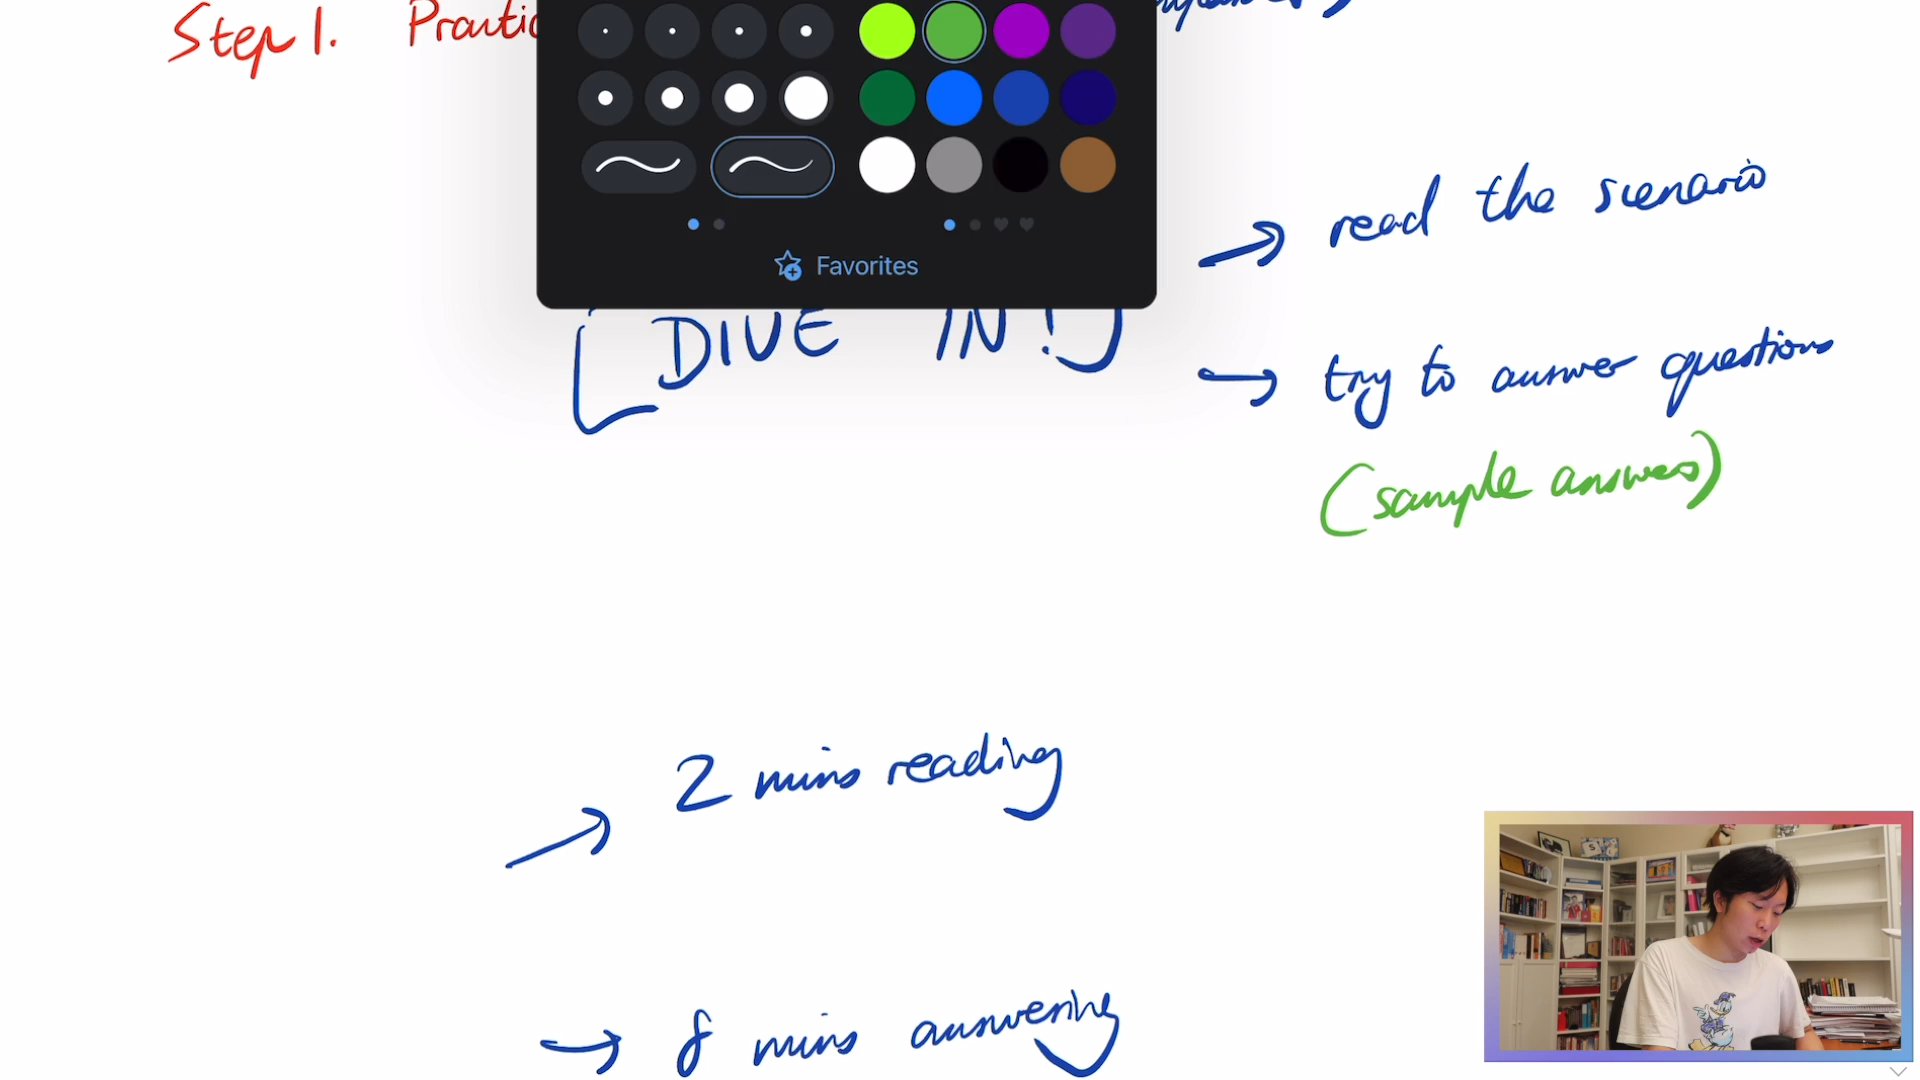 Step 1. Practic
Favorites
[DIVE IN!]
→ read the scenario
→ try to answer questions
(sample answers)
→ 2 mins reading
→ 8 mins answering